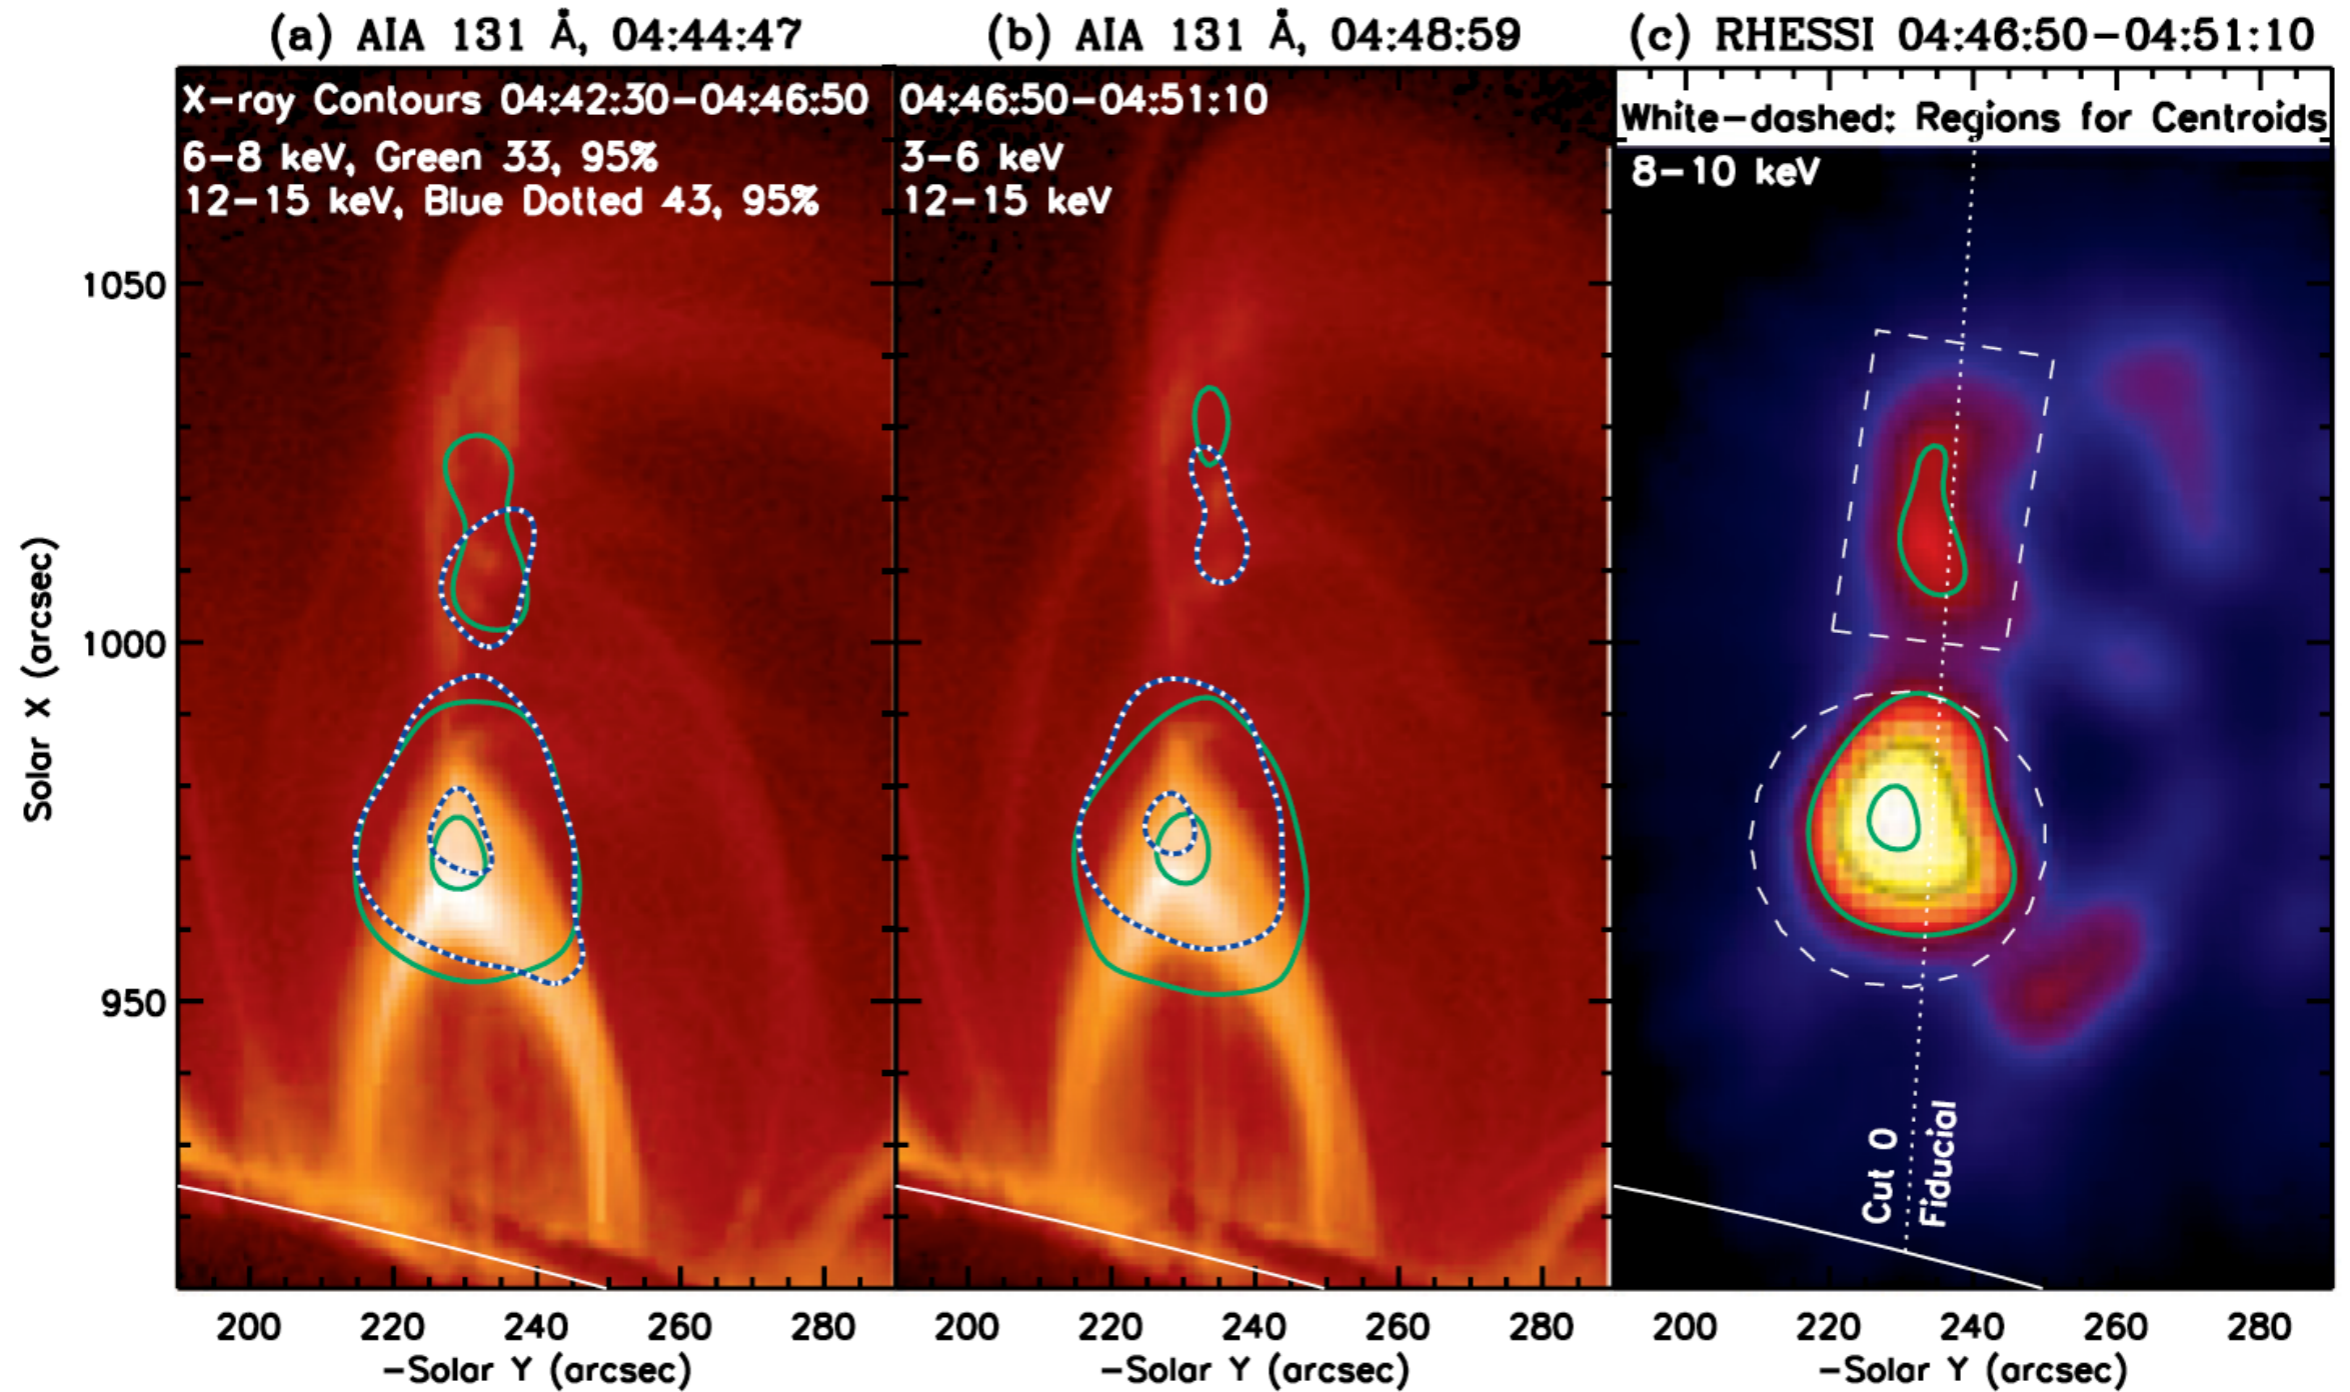 (a) AIA 131 Å, 04:44:47
(b) AIA 131 Å, 04:48:59
(c) RHESSI 04:46:50−04:51:10
X−ray Contours 04:42:30−04:46:50
6−8 keV, Green 33, 95%
12−15 keV, Blue Dotted 43, 95%
04:46:50−04:51:10
3−6 keV
12−15 keV
White−dashed: Regions for Centroids
8−10 keV
1050
1000
950
Solar X (arcsec)
Cut 0
Fiducial
200 220 240 260 280
200 220 240 260 280
200 220 240 260 280
−Solar Y (arcsec)
−Solar Y (arcsec)
−Solar Y (arcsec)